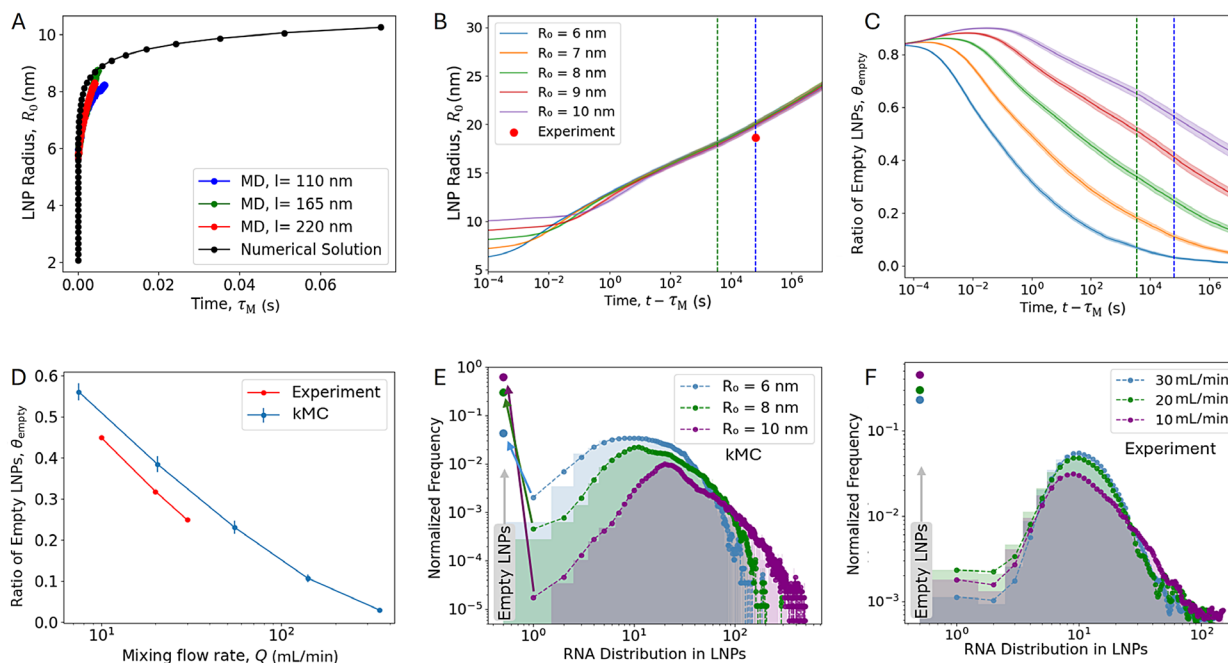 A
LNP Radius, R₀ (nm)
10
8
6
4
2
MD, l= 110 nm
MD, l= 165 nm
MD, l= 220 nm
Numerical Solution
0.00
0.02
0.04
0.06
Time, τM (s)
B
LNP Radius, R₀ (nm)
30
25
20
15
10
5
R₀ = 6 nm
R₀ = 7 nm
R₀ = 8 nm
R₀ = 9 nm
R₀ = 10 nm
Experiment
10⁻⁴
10⁻²
10⁰
10²
10⁴
10⁶
Time, t − τM (s)
C
Ratio of Empty LNPs, θempty
0.8
0.6
0.4
0.2
0.0
10⁻⁴
10⁻²
10⁰
10²
10⁴
10⁶
Time, t − τM (s)
D
Ratio of Empty LNPs, θempty
0.6
0.5
0.4
0.3
0.2
0.1
0.0
Experiment
kMC
10¹
10²
Mixing flow rate, Q (mL/min)
E
Normalized Frequency
10⁰
10⁻¹
10⁻²
10⁻³
10⁻⁴
10⁻⁵
R₀ = 6 nm
R₀ = 8 nm
R₀ = 10 nm
kMC
Empty LNPs
10⁰
10¹
10²
RNA Distribution in LNPs
F
Normalized Frequency
10⁻¹
10⁻²
10⁻³
30 mL/min
20 mL/min
10 mL/min
Experiment
Empty LNPs
10⁰
10¹
10²
RNA Distribution in LNPs